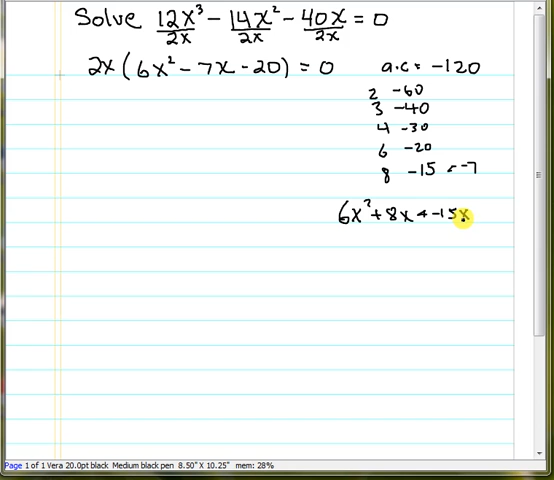 Solve 12x³/2x - 14x²/2x - 40x/2x = 0
2x (6x² - 7x - 20) = 0
a.c = -120
2 -60
3 -40
4 -30
6 -20
8 -15 = -7
6x² + 8x + -15x
Page 1 of 1 Vera 20.0pt black Medium black pen 8.50" X 10.25" mem: 28%